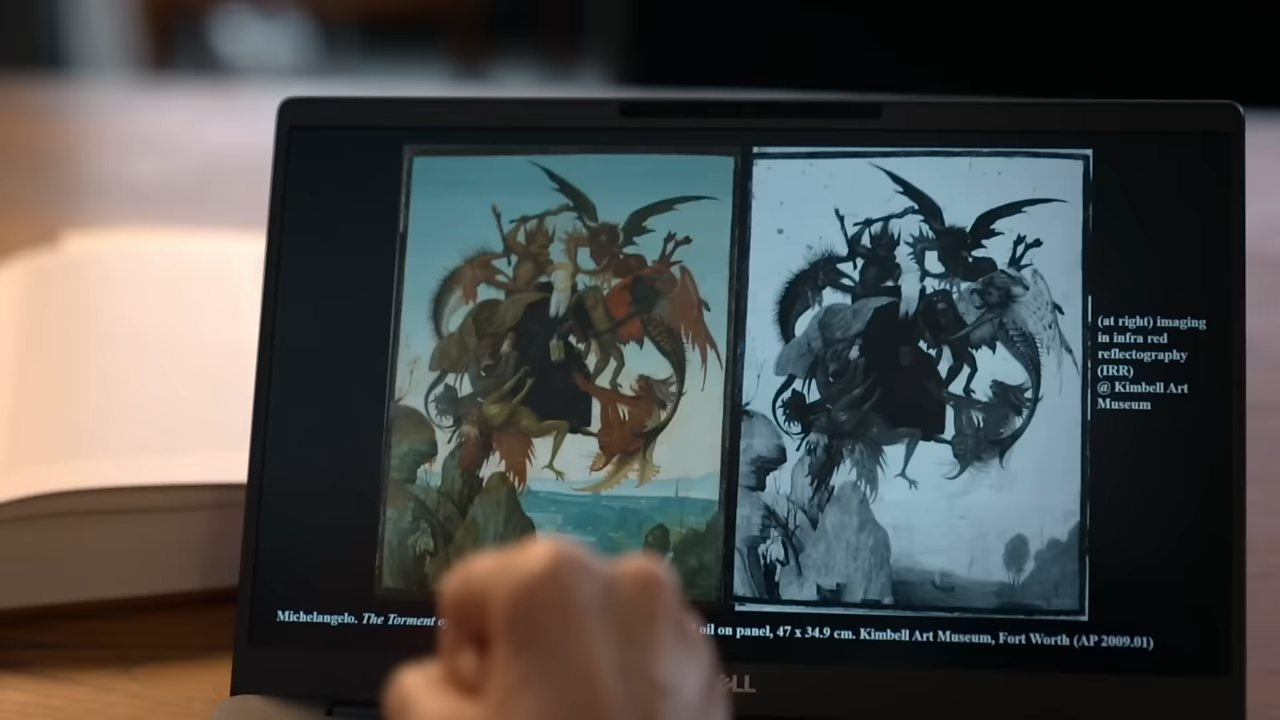 (at right) imaging
in infra red
reflectography
(IRR)
@ Kimbell Art
Museum
Michelangelo. The Torment oil on panel, 47 x 34.9 cm. Kimbell Art Museum, Fort Worth (AP 2009.01)